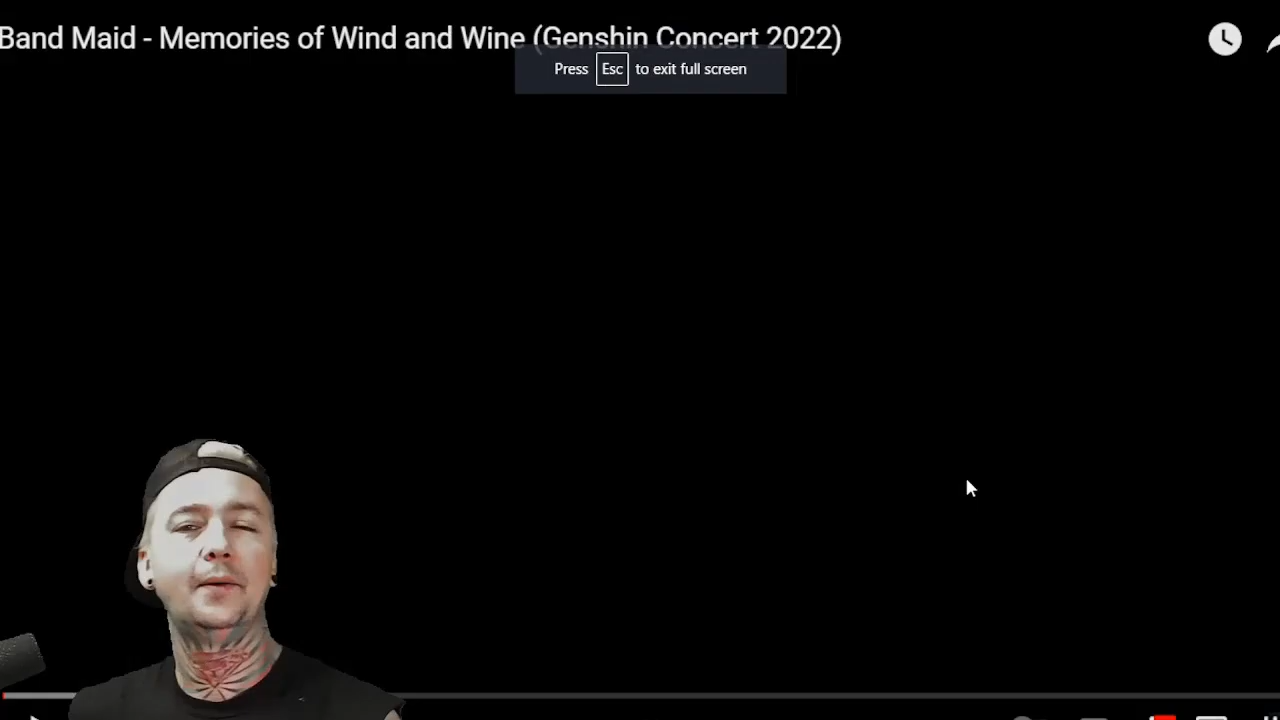 Band Maid - Memories of Wind and Wine (Genshin Concert 2022)
Press Esc to exit full screen